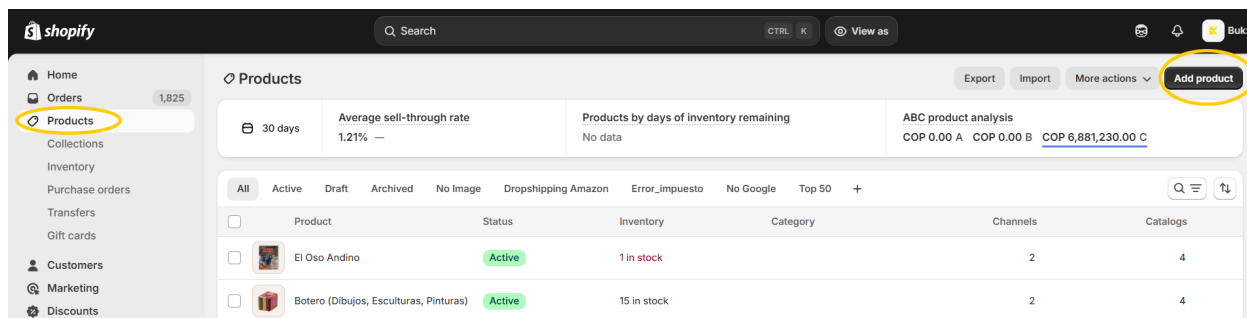 shopify
Search CTRL K View as Buk
Home
Orders 1,825
Products
Collections
Inventory
Purchase orders
Transfers
Gift cards
Customers
Marketing
Discounts
Products Export Import More actions Add product
30 days
Average sell-through rate
1.21% —
Products by days of inventory remaining
No data
ABC product analysis
COP 0.00 A COP 0.00 B COP 6,881,230.00 C
All Active Draft Archived No Image Dropshipping Amazon Error_impuesto No Google Top 50 +
Product Status Inventory Category Channels Catalogs
El Oso Andino Active 1 in stock 2 4
Botero (Dibujos, Esculturas, Pinturas) Active 15 in stock 2 4